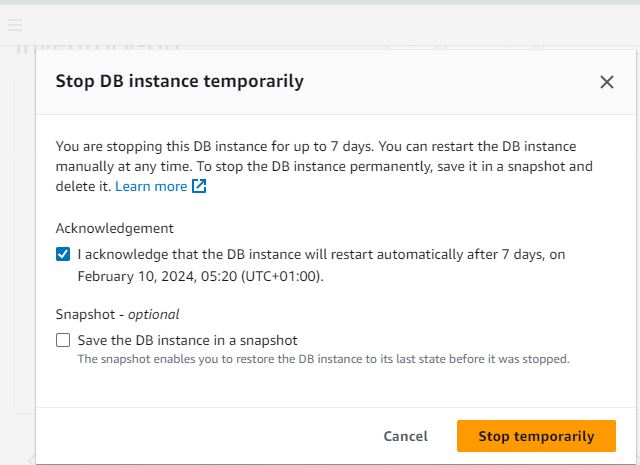 Stop DB instance temporarily
You are stopping this DB instance for up to 7 days. You can restart the DB instance
manually at any time. To stop the DB instance permanently, save it in a snapshot and
delete it. Learn more
Acknowledgement
I acknowledge that the DB instance will restart automatically after 7 days, on
February 10, 2024, 05:20 (UTC+01:00).
Snapshot - optional
Save the DB instance in a snapshot
The snapshot enables you to restore the DB instance to its last state before it was stopped.
Cancel
Stop temporarily